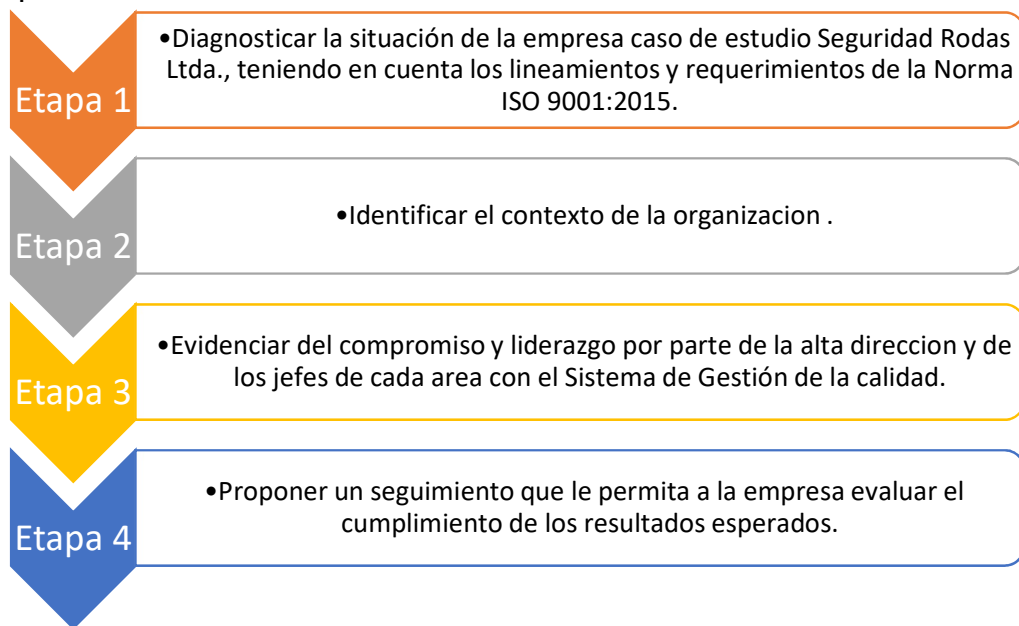 Etapa 1
•Diagnosticar la situación de la empresa caso de estudio Seguridad Rodas
Ltda., teniendo en cuenta los lineamientos y requerimientos de la Norma
ISO 9001:2015.
Etapa 2
•Identificar el contexto de la organizacion .
Etapa 3
•Evidenciar del compromiso y liderazgo por parte de la alta direccion y de
los jefes de cada area con el Sistema de Gestión de la calidad.
Etapa 4
•Proponer un seguimiento que le permita a la empresa evaluar el
cumplimiento de los resultados esperados.